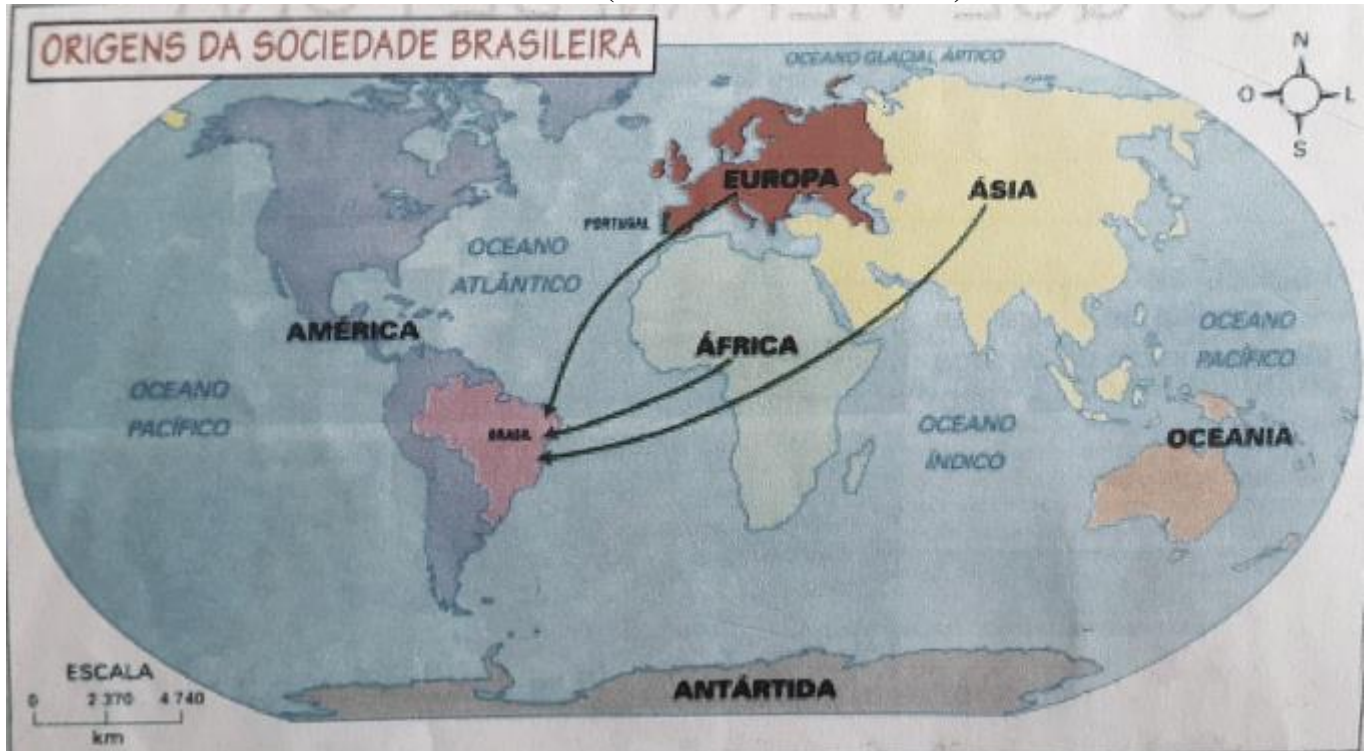 ORIGENS DA SOCIEDADE BRASILEIRA
OCEANO GLACIAL ÁRTICO
N
O
L
S
EUROPA
ÁSIA
PORTUGAL
OCEANO
ATLÂNTICO
AMÉRICA
ÁFRICA
OCEANO
PACÍFICO
OCEANO
PACÍFICO
BRASIL
OCEANO
ÍNDICO
OCEANIA
ESCALA
0 2 370 4 740
km
ANTÁRTIDA